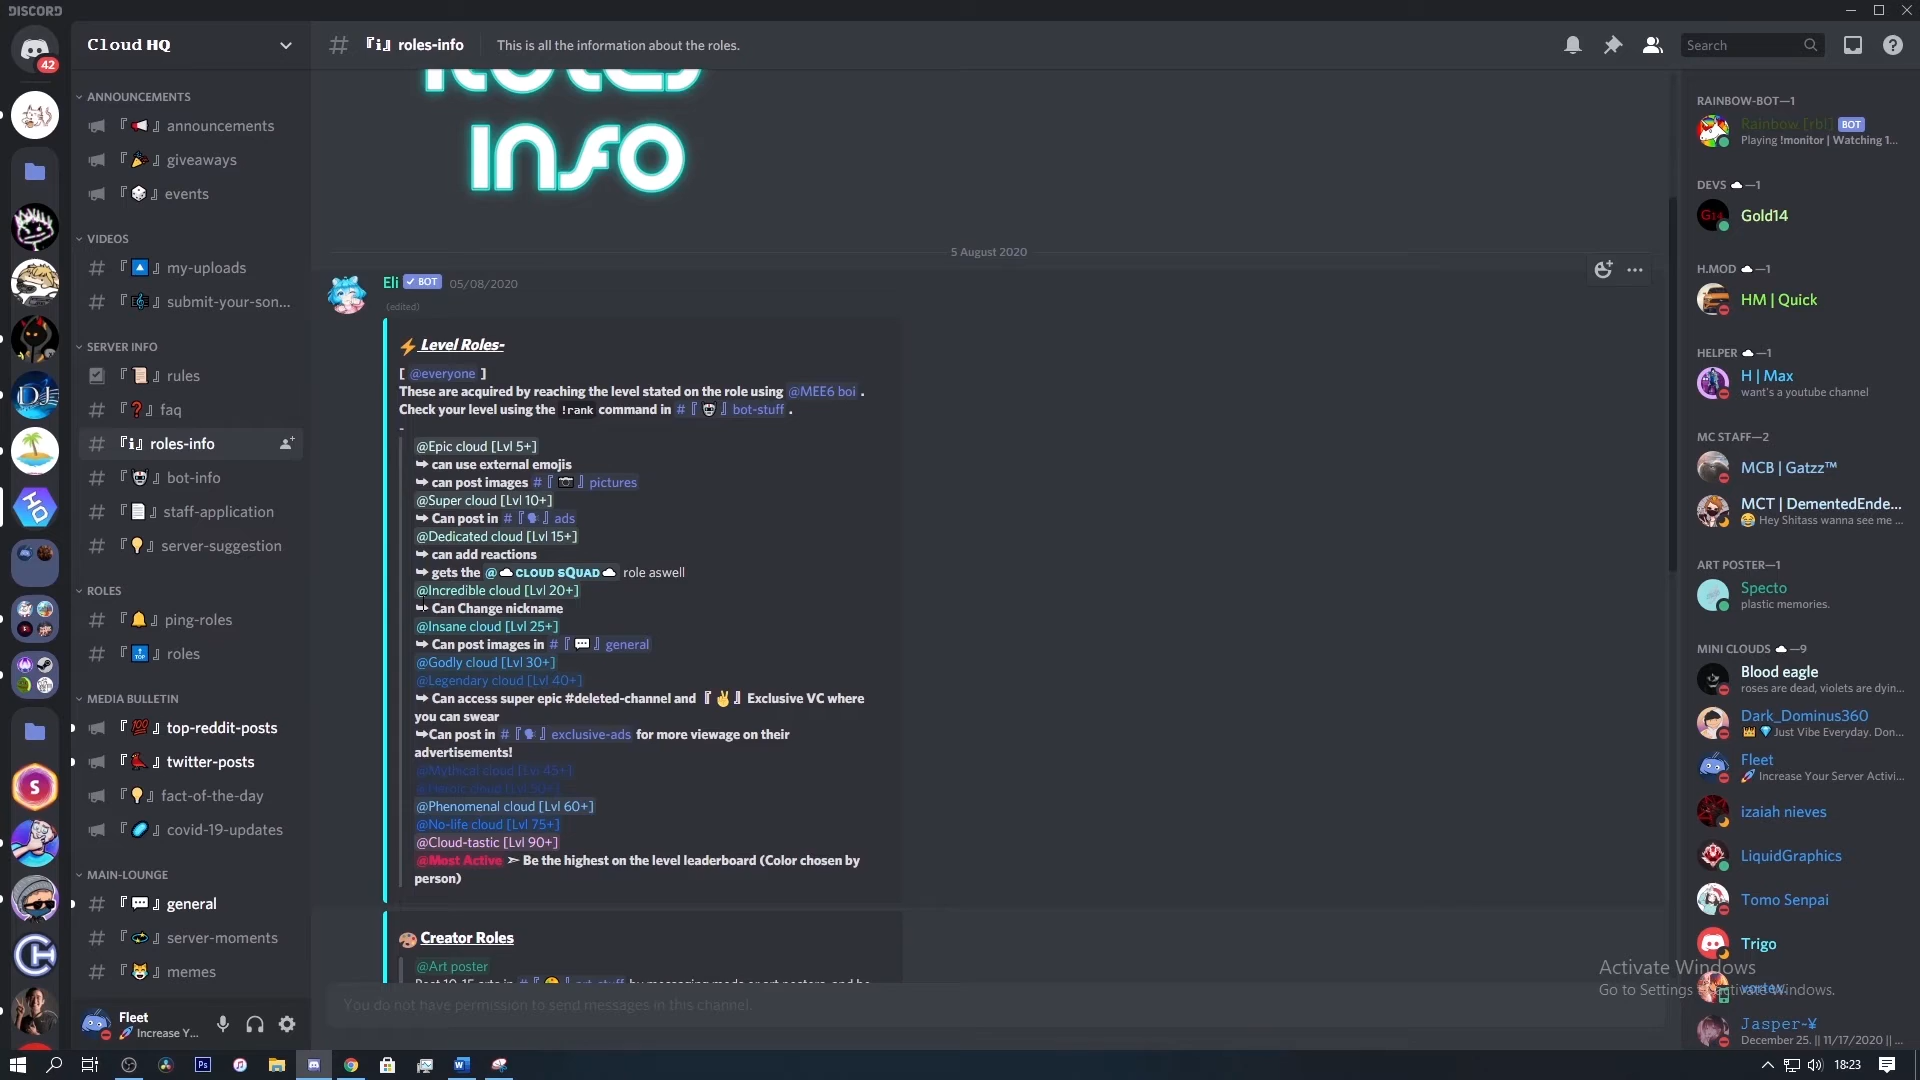 DISCORD
42
Cloud HQ
ANNOUNCEMENTS
『📢』announcements
『🎉』giveaways
『🎲』events
VIDEOS
『🔼』my-uploads
『🎼』submit-your-son...
SERVER INFO
『📜』rules
『❓』faq
『ℹ』roles-info
『🤖』bot-info
『📄』staff-application
『💡』server-suggestion
ROLES
『🔔』ping-roles
『🔝』roles
MEDIA BULLETIN
『💯』top-reddit-posts
『🐦』twitter-posts
『💡』fact-of-the-day
『🦠』covid-19-updates
MAIN-LOUNGE
『💬』general
『💫』server-moments
『😹』memes
Fleet
🚀 Increase Y...
『ℹ』roles-info
This is all the information about the roles.
Search
Roles
Info
5 August 2020
Eli ✓ BOT 05/08/2020
(edited)
⚡ Level Roles-
[ @everyone ]
These are acquired by reaching the level stated on the role using @MEE6 boi .
Check your level using the !rank command in #『🤖』bot-stuff .
-
@Epic cloud [Lvl 5+]
➥ can use external emojis
➥ can post images #『📷』pictures
@Super cloud [Lvl 10+]
➥ Can post in #『🗣』ads
@Dedicated cloud [Lvl 15+]
➥ can add reactions
➥ gets the @☁CLOUD SQUAD☁ role aswell
@Incredible cloud [Lvl 20+]
➥ Can Change nickname
@Insane cloud [Lvl 25+]
➥ Can post images in #『💬』general
@Godly cloud [Lvl 30+]
@Legendary cloud [Lvl 40+]
➥ Can access super epic #deleted-channel and 『✌』Exclusive VC where
you can swear
➥Can post in #『🗣』exclusive-ads for more viewage on their
advertisements!
@Mythical cloud [Lvl 45+]
@Heroic cloud [Lvl 50+]
@Phenomenal cloud [Lvl 60+]
@No-life cloud [Lvl 75+]
@Cloud-tastic [Lvl 90+]
@Most Active ➣ Be the highest on the level leaderboard (Color chosen by
person)
🎨 Creator Roles
@Art poster
You do not have permission to send messages in this channel.
RAINBOW-BOT—1
Rainbow [rb!] BOT
Playing !monitor | Watching 1...
DEVS ☁—1
G14
Gold14
H.MOD ☁—1
HM | Quick
HELPER ☁—1
H | Max
want's a youtube channel
MC STAFF—2
MCB | Gatzz™
MCT | DementedEnde...
😂 Hey Shitass wanna see me ...
ART POSTER—1
Specto
plastic memories.
MINI CLOUDS ☁—9
Blood eagle
roses are dead, violets are dyin...
Dark_Dominus360
👑 💎 Just Vibe Everyday. Don...
Fleet
🚀 Increase Your Server Activi...
izaiah nieves
LiquidGraphics
Tomo Senpai
Trigo
Activate Windows
Go to Settings to activate Windows.
Jasper-¥
December 25. || 11/17/2020 || ...
18:23